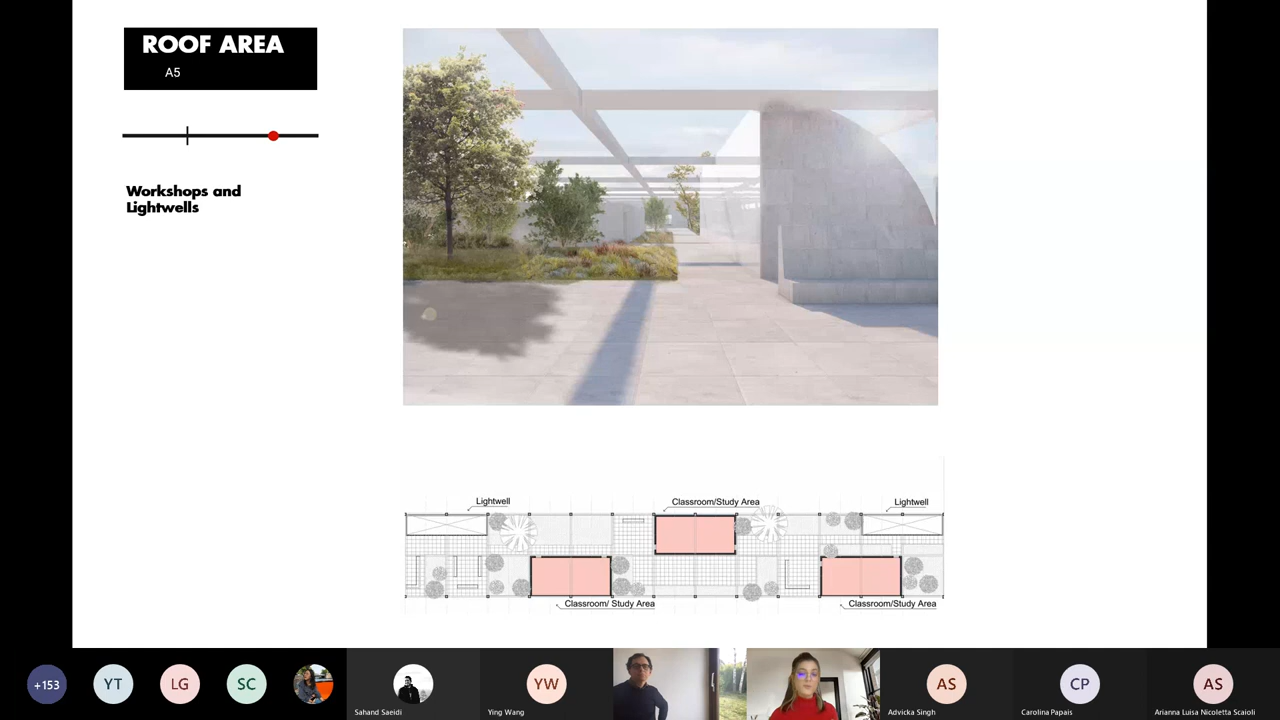 ROOF AREA
A5
Workshops and
Lightwells
Lightwell
Classroom/Study Area
Lightwell
Classroom/ Study Area
Classroom/Study Area
+153
YT
LG
SC
Sahand Saeidi
YW
Ying Wang
AS
Advicka Singh
CP
Carolina Papais
AS
Arianna Luisa Nicoletta Scaioli